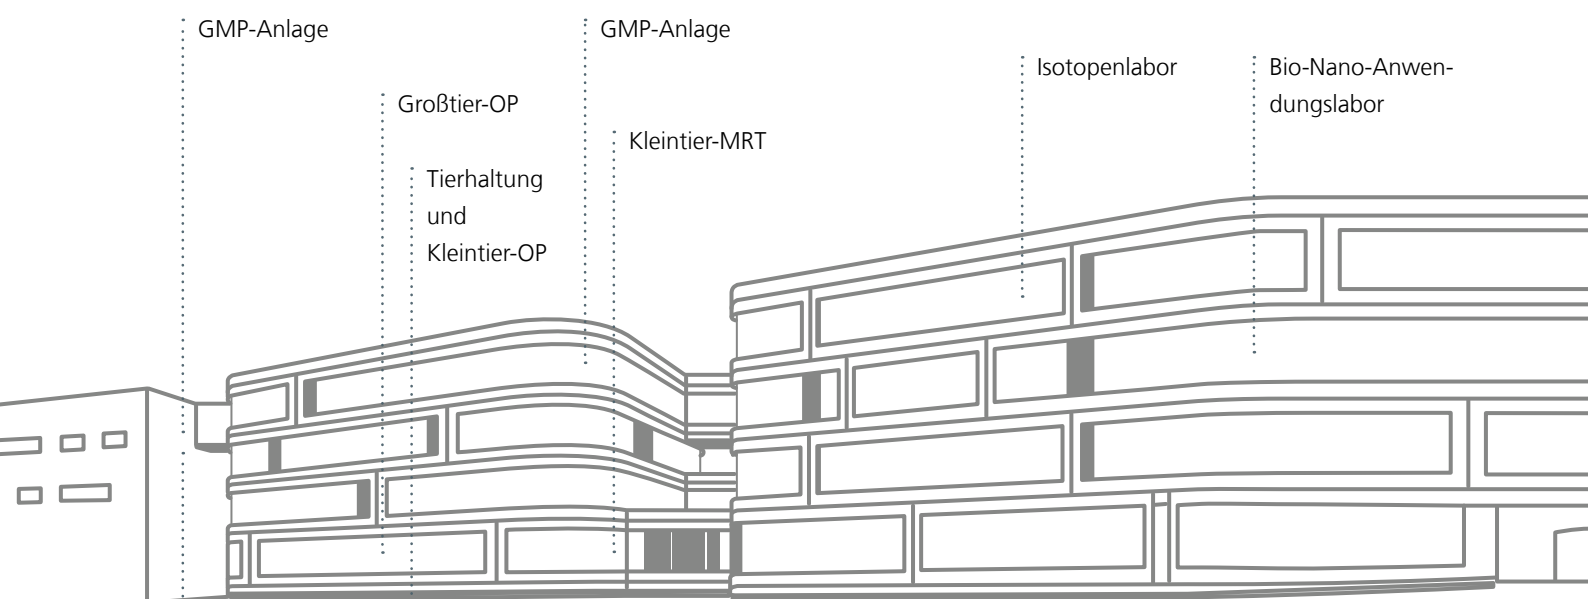 GMP-Anlage
Großtier-OP
Tierhaltung
und
Kleintier-OP
GMP-Anlage
Kleintier-MRT
Isotopenlabor
Bio-Nano-Anwen-
dungslabor